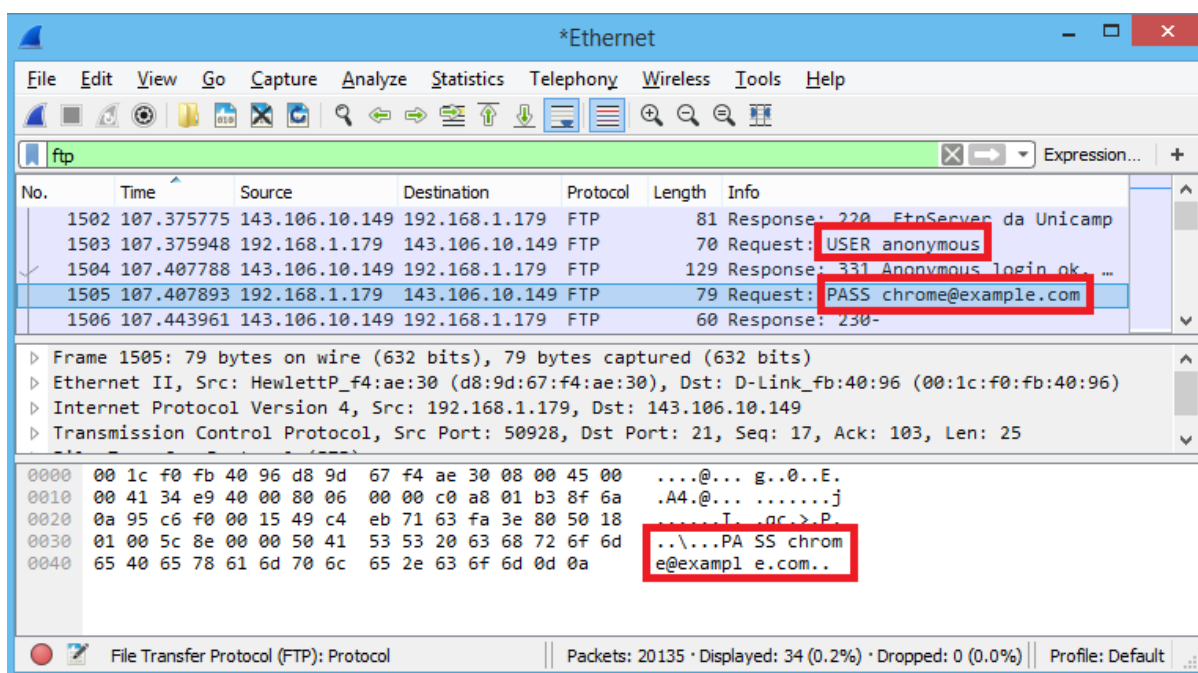 *Ethernet
File Edit View Go Capture Analyze Statistics Telephony Wireless Tools Help
ftp Expression... +
No. Time Source Destination Protocol Length Info
1502 107.375775 143.106.10.149 192.168.1.179 FTP 81 Response: 220 FtpServer da Unicamp
1503 107.375948 192.168.1.179 143.106.10.149 FTP 70 Request: USER anonymous
1504 107.407788 143.106.10.149 192.168.1.179 FTP 129 Response: 331 Anonymous login ok, …
1505 107.407893 192.168.1.179 143.106.10.149 FTP 79 Request: PASS chrome@example.com
1506 107.443961 143.106.10.149 192.168.1.179 FTP 60 Response: 230-
Frame 1505: 79 bytes on wire (632 bits), 79 bytes captured (632 bits)
Ethernet II, Src: HewlettP_f4:ae:30 (d8:9d:67:f4:ae:30), Dst: D-Link_fb:40:96 (00:1c:f0:fb:40:96)
Internet Protocol Version 4, Src: 192.168.1.179, Dst: 143.106.10.149
Transmission Control Protocol, Src Port: 50928, Dst Port: 21, Seq: 17, Ack: 103, Len: 25
0000 00 1c f0 fb 40 96 d8 9d 67 f4 ae 30 08 00 45 00 ....@... g..0..E.
0010 00 41 34 e9 40 00 80 06 00 00 c0 a8 01 b3 8f 6a .A4.@... .......j
0020 0a 95 c6 f0 00 15 49 c4 eb 71 63 fa 3e 80 50 18 ......I. .qc.>.P.
0030 01 00 5c 8e 00 00 50 41 53 53 20 63 68 72 6f 6d ..\...PA SS chrom
0040 65 40 65 78 61 6d 70 6c 65 2e 63 6f 6d 0d 0a e@exampl e.com..
File Transfer Protocol (FTP): Protocol Packets: 20135 · Displayed: 34 (0.2%) · Dropped: 0 (0.0%) Profile: Default